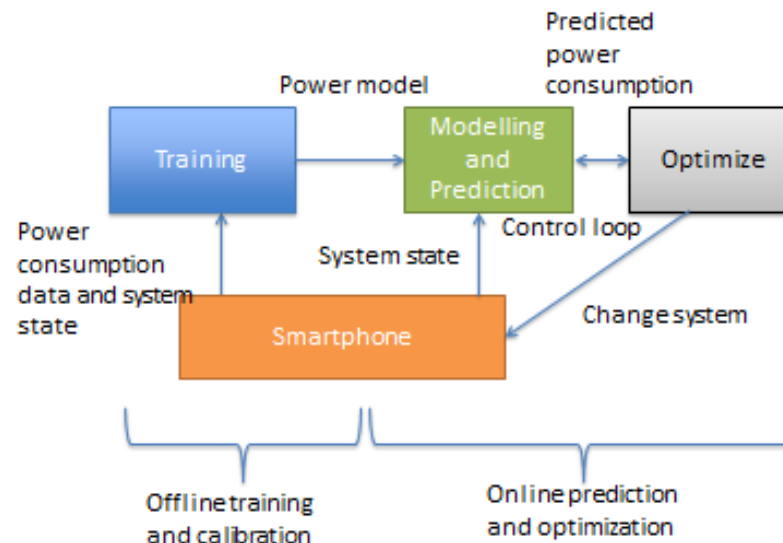 Predicted
power
consumption
Power model
Training
Modelling
and
Prediction
Optimize
Power
consumption
data and system
state
System state
Control loop
Change system
Smartphone
Offline training
and calibration
Online prediction
and optimization